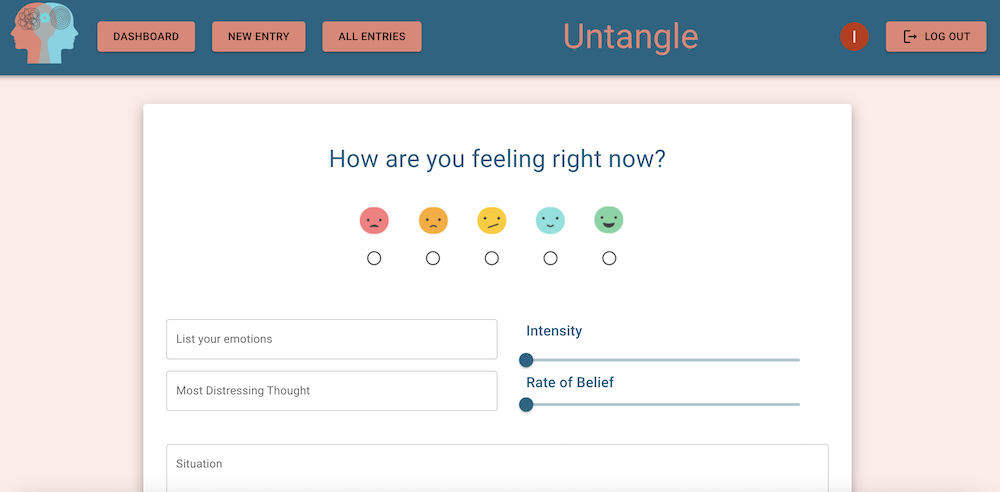 DASHBOARD
NEW ENTRY
ALL ENTRIES
Untangle
I
LOG OUT
How are you feeling right now?
List your emotions
Intensity
Most Distressing Thought
Rate of Belief
Situation